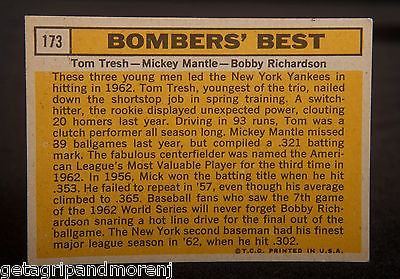 173
BOMBERS' BEST
Tom Tresh—Mickey Mantle—Bobby Richardson
These three young men led the New York Yankees in
hitting in 1962. Tom Tresh, youngest of the trio, nailed
down the shortstop job in spring training. A switch-
hitter, the rookie displayed unexpected power, clouting
20 homers last year. Driving in 93 runs, Tom was a
clutch performer all season long. Mickey Mantle missed
39 ballgames last year, but compiled a .321 batting
mark. The fabulous centerfielder was named the Ameri-
can League's Most Valuable Player for the third time in
1962. In 1956, Mick won the batting title when he hit
.353. He failed to repeat in '57, even though his average
climbed to .365. Baseball fans who saw the 7th game
of the 1962 World Series will never forget Bobby Rich-
ardson snaring a hot line drive for the final out of the
ballgame. The New York second baseman had his finest
major league season in '62, when he hit .302.
©T.C.G. PRINTED IN U.S.A.
getagripandmorenj